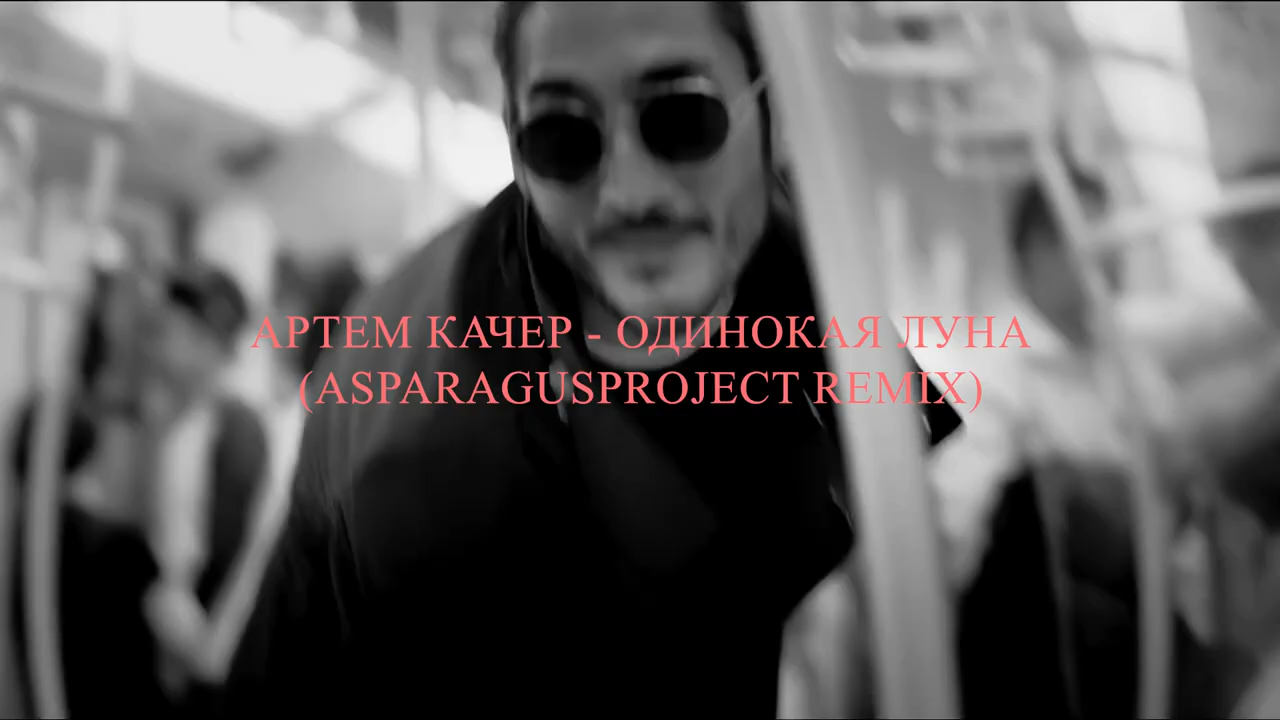 АРТЕМ КАЧЕР - ОДИНОКАЯ ЛУНА
(ASPARAGUSPROJECT REMIX)